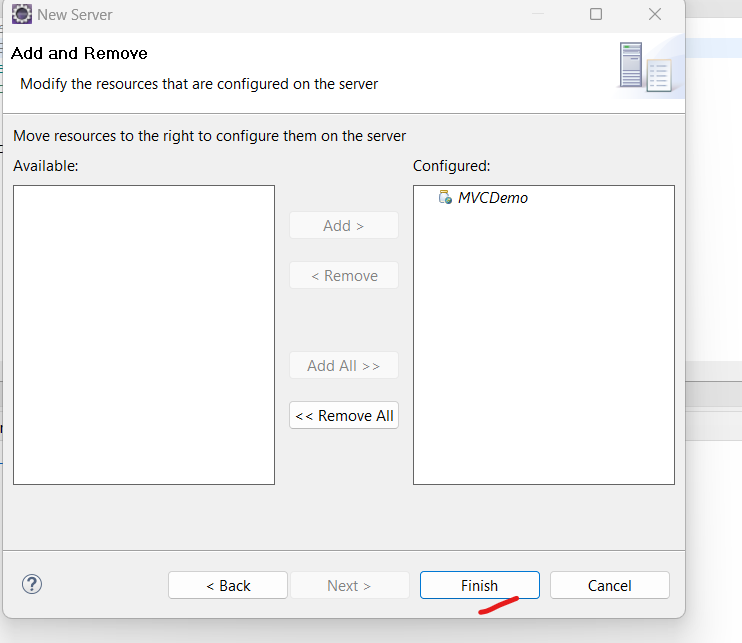 New Server
Add and Remove
Modify the resources that are configured on the server
Move resources to the right to configure them on the server
Available:
Configured:
MVCDemo
Add >
< Remove
Add All >>
<< Remove All
?
< Back
Next >
Finish
Cancel